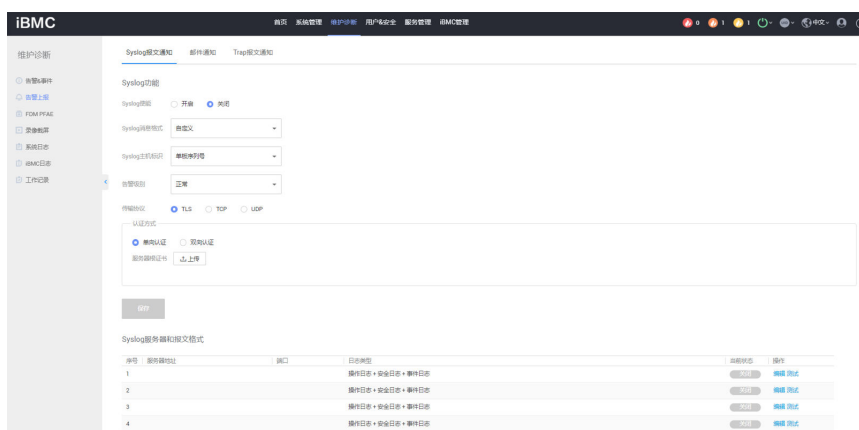 iBMC 首页 系统管理 维护诊断 用户&安全 服务管理 iBMC管理 0 1 1 中文
维护诊断
告警&事件
告警上报
FDM PFAE
录像截屏
系统日志
iBMC日志
工作记录
Syslog报文通知 邮件通知 Trap报文通知
Syslog功能
Syslog使能 开启 关闭
Syslog消息格式 自定义
Syslog主机标识 单板序列号
告警级别 正常
传输协议 TLS TCP UDP
认证方式
单向认证 双向认证
服务器根证书 上传
保存
Syslog服务器和报文格式
序号 服务器地址 端口 日志类型 当前状态 操作
1 操作日志 + 安全日志 + 事件日志 关闭 编辑 测试
2 操作日志 + 安全日志 + 事件日志 关闭 编辑 测试
3 操作日志 + 安全日志 + 事件日志 关闭 编辑 测试
4 操作日志 + 安全日志 + 事件日志 关闭 编辑 测试